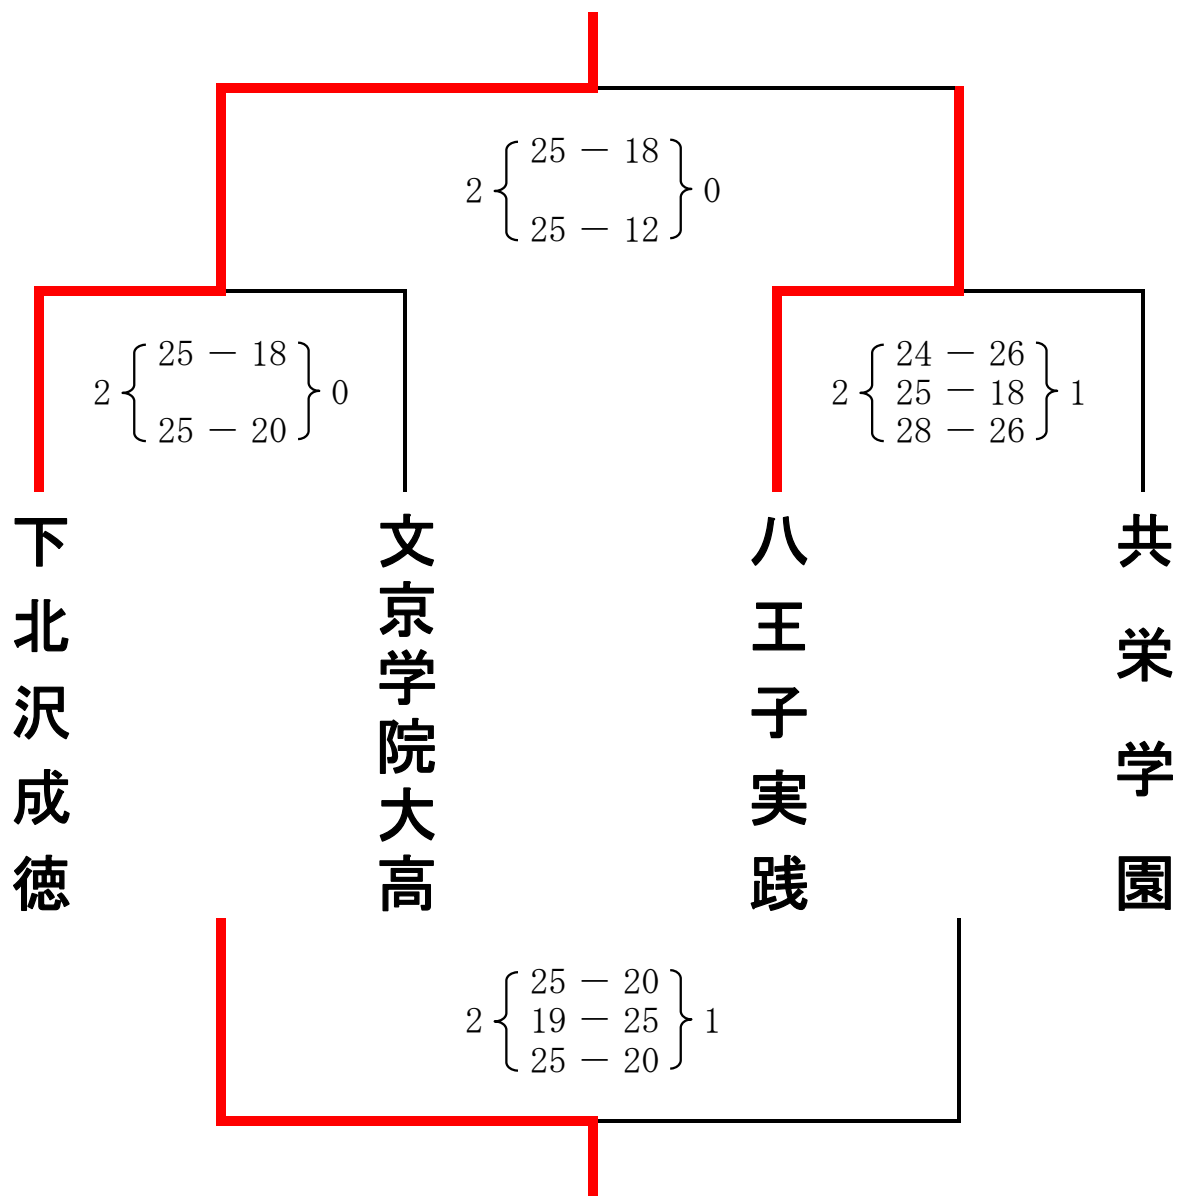 25 － 18
2 { } 0
25 － 12
25 － 18
2 { } 0
25 － 20
24 － 26
2 { 25 － 18 } 1
28 － 26
下北沢成徳
文京学院大高
八王子実践
共栄学園
25 － 20
2 { 19 － 25 } 1
25 － 20